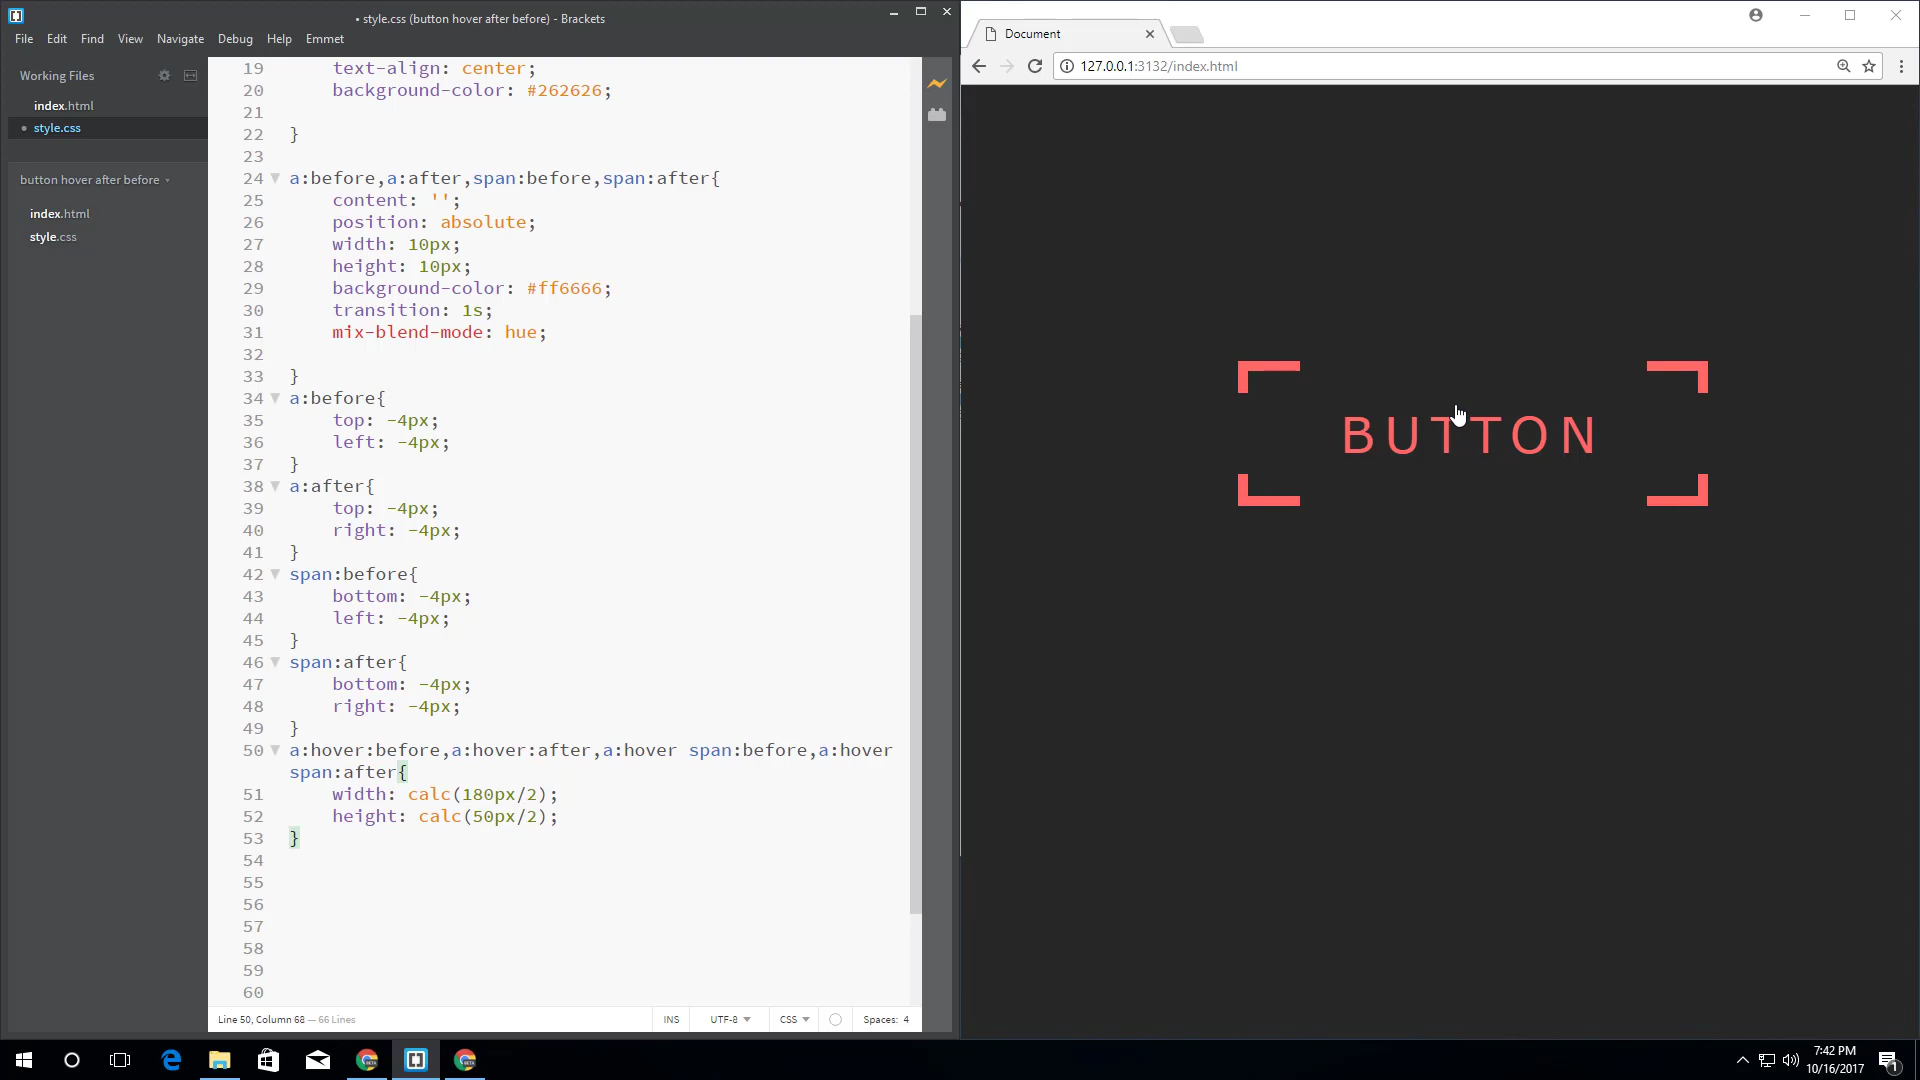 • style.css (button hover after before) - Brackets
File Edit Find View Navigate Debug Help Emmet
Working Files
index.html
• style.css
button hover after before
index.html
style.css
19 text-align: center;
20 background-color: #262626;
21
22 }
23
24 a:before,a:after,span:before,span:after{
25 content: '';
26 position: absolute;
27 width: 10px;
28 height: 10px;
29 background-color: #ff6666;
30 transition: 1s;
31 mix-blend-mode: hue;
32
33 }
34 a:before{
35 top: -4px;
36 left: -4px;
37 }
38 a:after{
39 top: -4px;
40 right: -4px;
41 }
42 span:before{
43 bottom: -4px;
44 left: -4px;
45 }
46 span:after{
47 bottom: -4px;
48 right: -4px;
49 }
50 a:hover:before,a:hover:after,a:hover span:before,a:hover
span:after{
51 width: calc(180px/2);
52 height: calc(50px/2);
53 }
54
55
56
57
58
59
60
Line 50, Column 68 — 66 Lines
INS UTF-8 CSS Spaces: 4
Document
127.0.0.1:3132/index.html
BUTTON
7:42 PM
10/16/2017
1